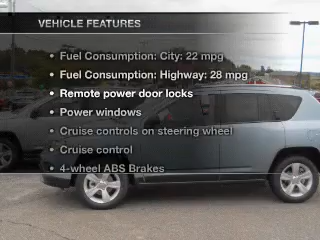 VEHICLE FEATURES
• Fuel Consumption: City: 22 mpg
• Fuel Consumption: Highway: 28 mpg
• Remote power door locks
• Power windows
• Cruise controls on steering wheel
• Cruise control
• 4-wheel ABS Brakes